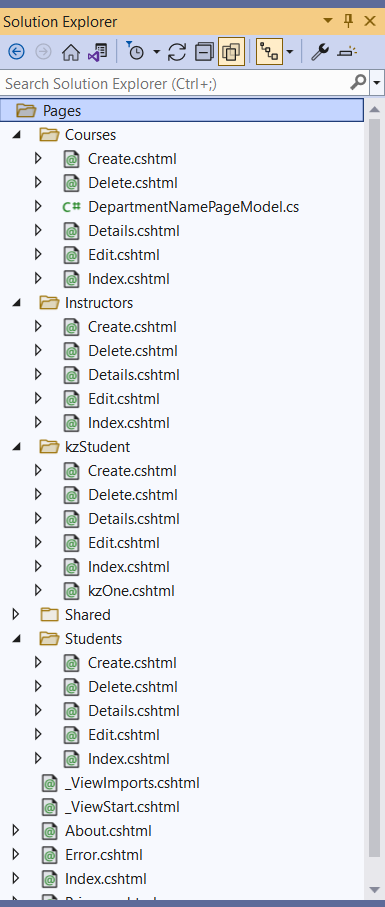 Solution Explorer
Search Solution Explorer (Ctrl+;)
Pages
Courses
Create.cshtml
Delete.cshtml
C# DepartmentNamePageModel.cs
Details.cshtml
Edit.cshtml
Index.cshtml
Instructors
Create.cshtml
Delete.cshtml
Details.cshtml
Edit.cshtml
Index.cshtml
kzStudent
Create.cshtml
Delete.cshtml
Details.cshtml
Edit.cshtml
Index.cshtml
kzOne.cshtml
Shared
Students
Create.cshtml
Delete.cshtml
Details.cshtml
Edit.cshtml
Index.cshtml
_ViewImports.cshtml
_ViewStart.cshtml
About.cshtml
Error.cshtml
Index.cshtml